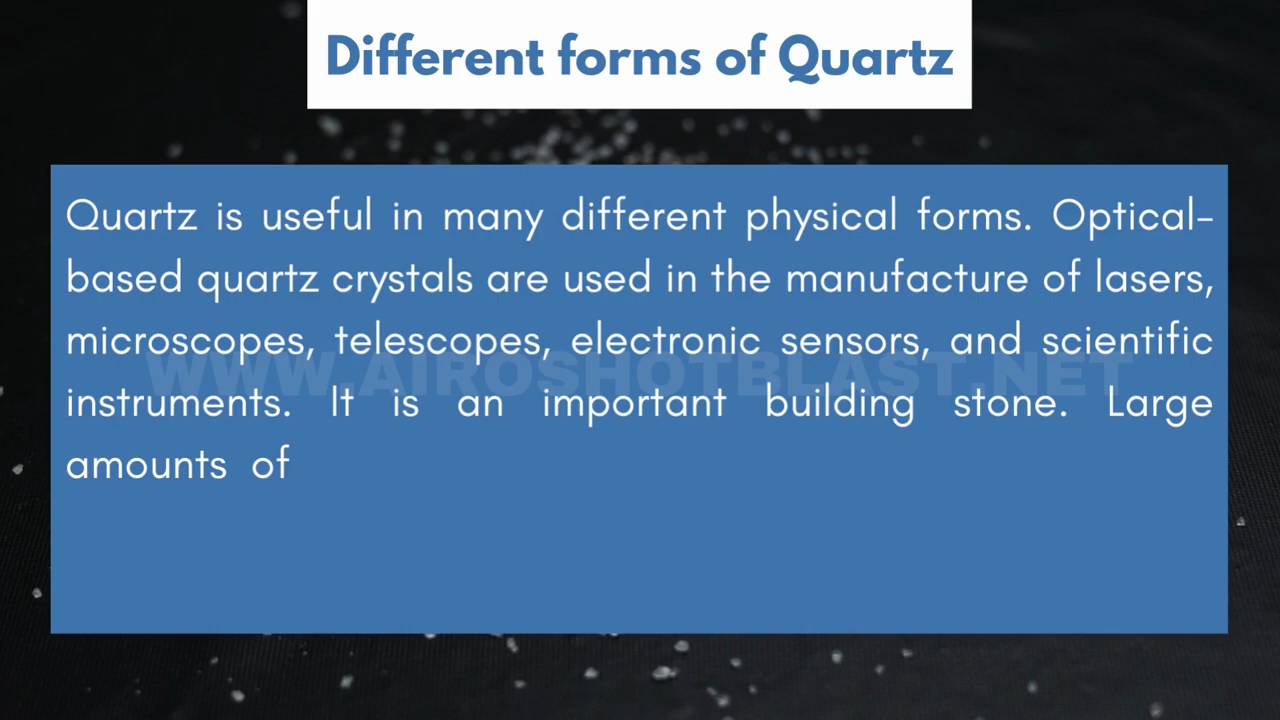 Different forms of Quartz
Quartz is useful in many different physical forms. Optical-
based quartz crystals are used in the manufacture of lasers,
microscopes, telescopes, electronic sensors, and scientific
WWW.AIROSHOTBLAST.NET
instruments. It is an important building stone. Large
amounts of